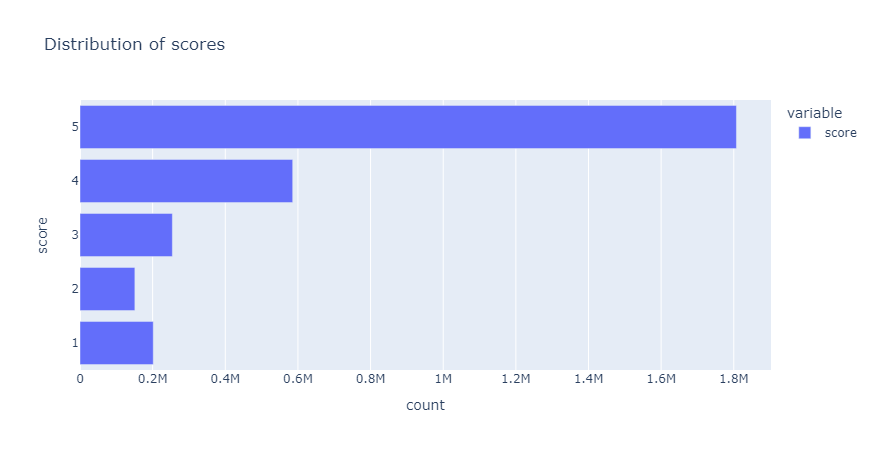 Distribution of scores
variable
score
5
4
3
2
1
score
0 0.2M 0.4M 0.6M 0.8M 1M 1.2M 1.4M 1.6M 1.8M
count